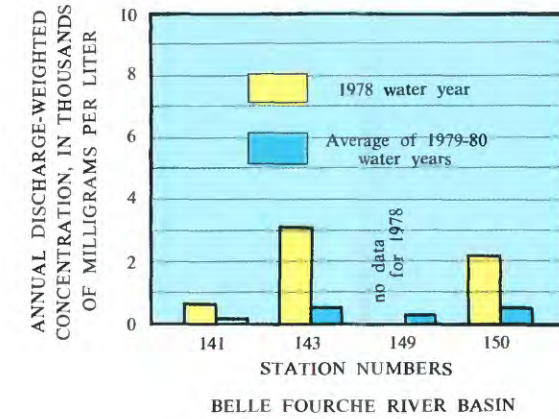 ANNUAL DISCHARGE-WEIGHTED
CONCENTRATION, IN THOUSANDS
OF MILLIGRAMS PER LITER
10
8
6
4
2
0
1978 water year
Average of 1979-80
water years
no data
for 1978
141 143 149 150
STATION NUMBERS
BELLE FOURCHE RIVER BASIN